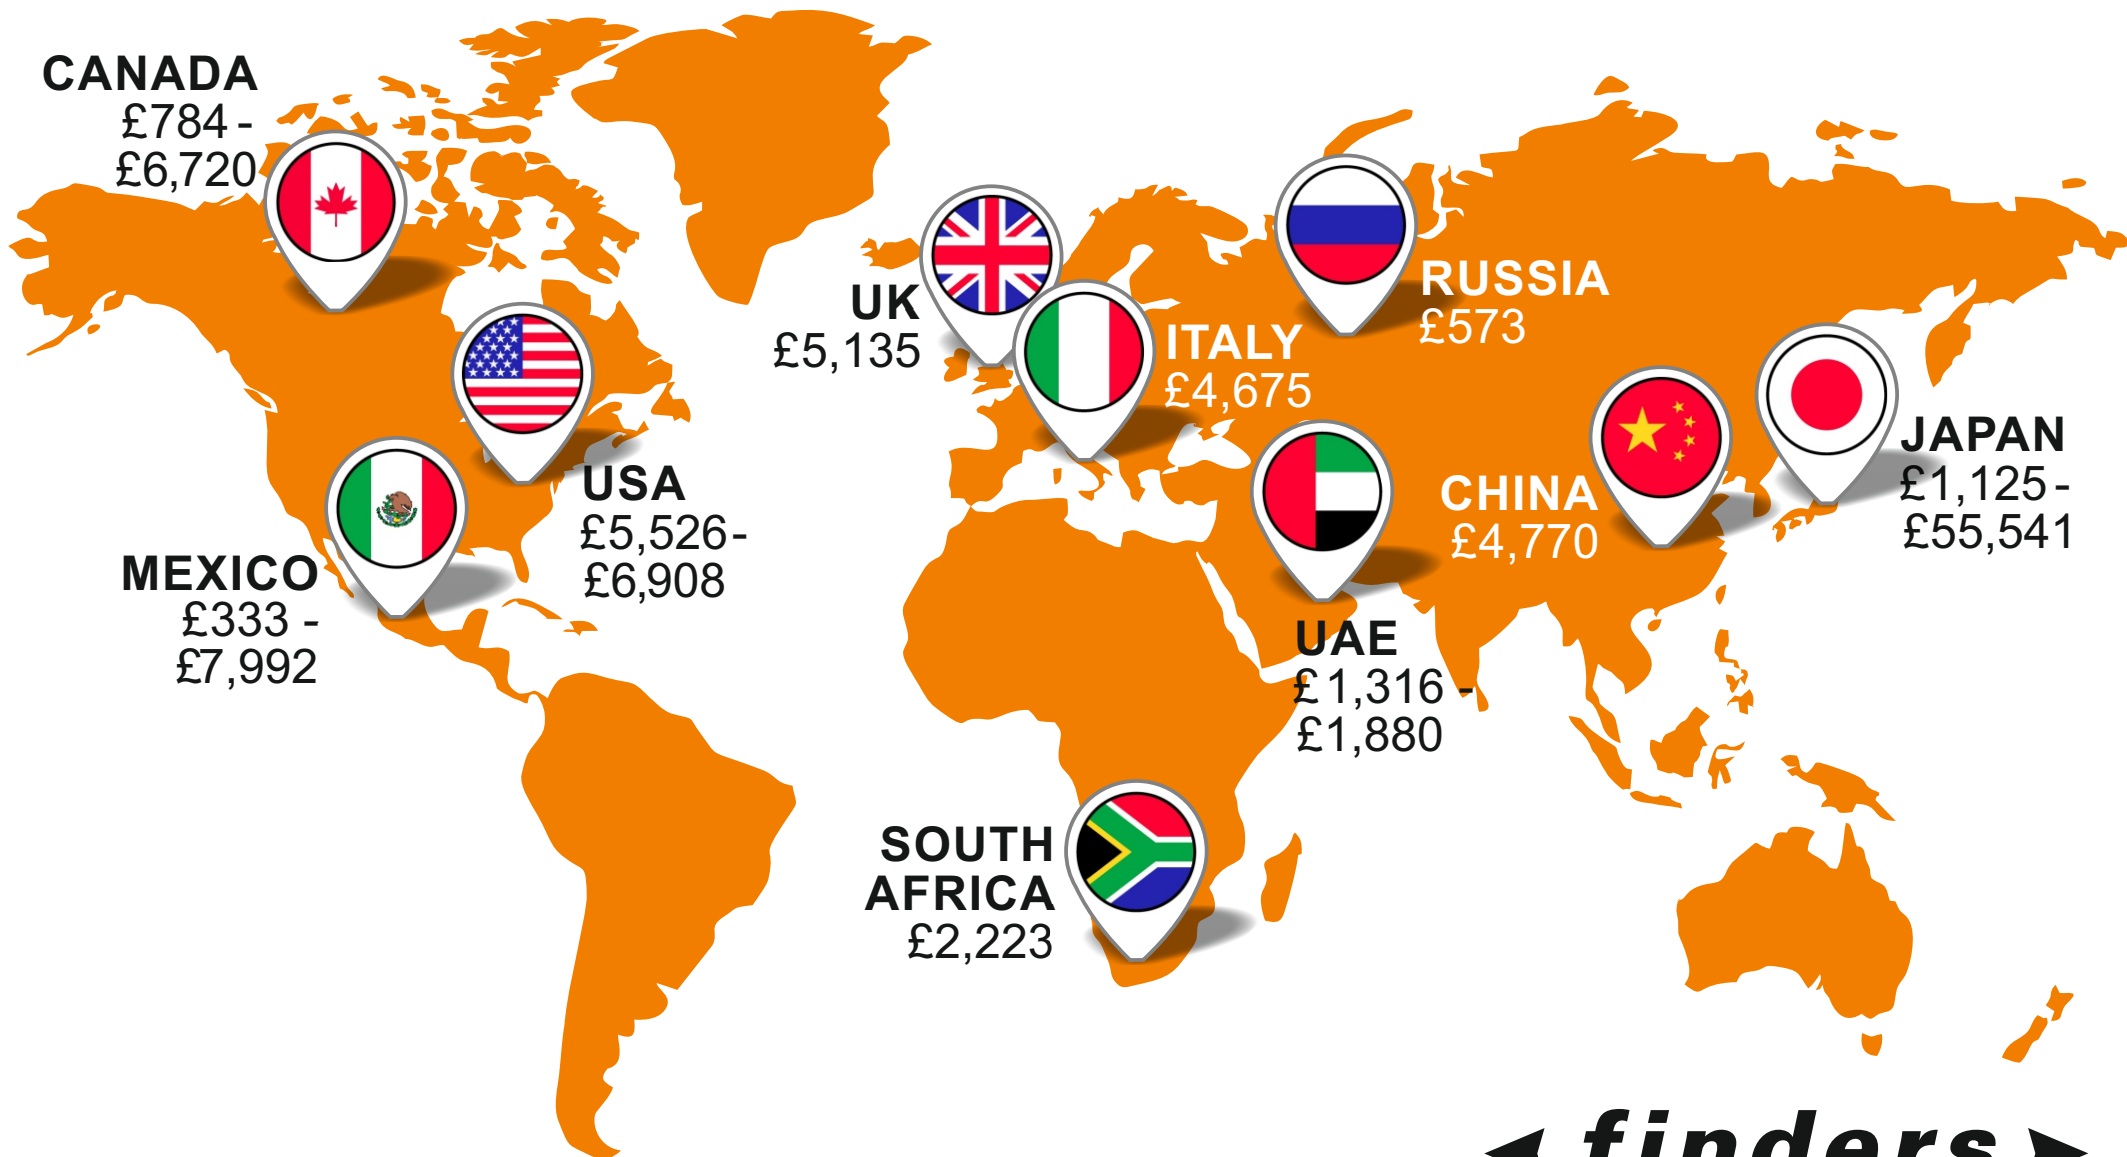 CANADA
£784 -
£6,720
UK
£5,135
RUSSIA
£573
ITALY
£4,675
USA
£5,526-
£6,908
MEXICO
£333 -
£7,992
CHINA
£4,770
JAPAN
£1,125 -
£55,541
UAE
£1,316 -
£1,880
SOUTH
AFRICA
£2,223
finders